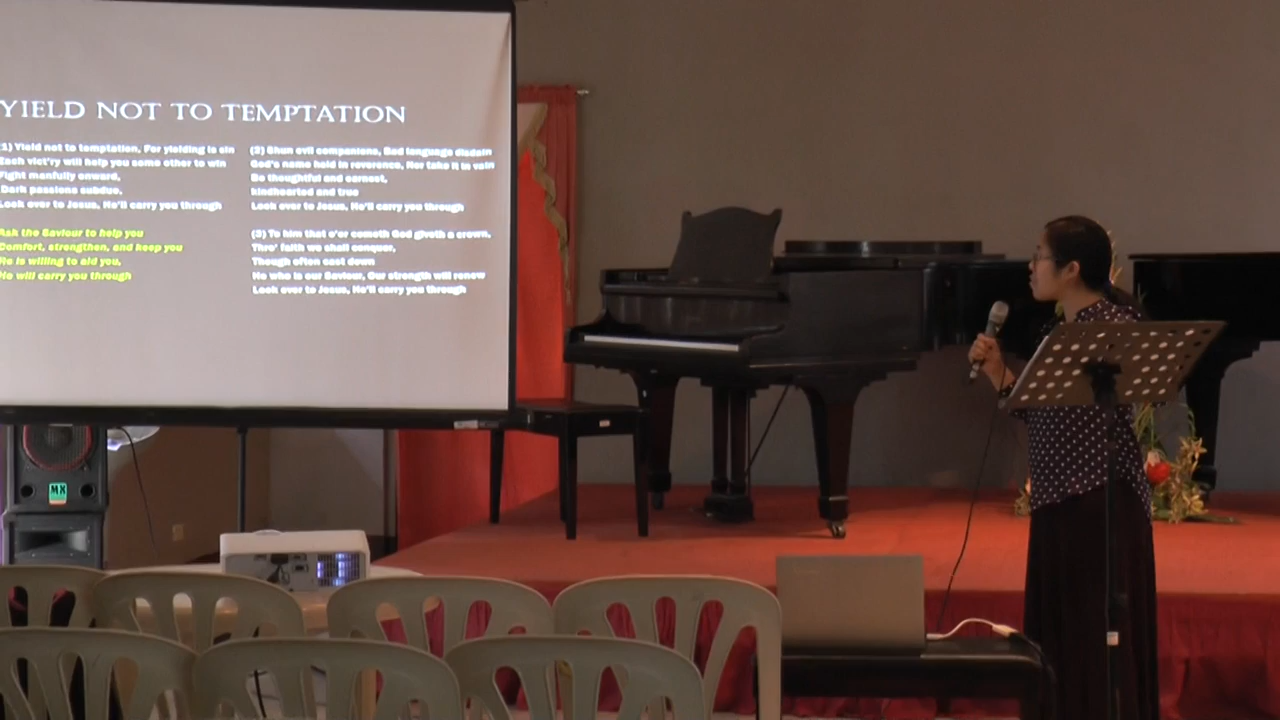 YIELD NOT TO TEMPTATION
1) Yield not to temptation, For yielding is sin
Each vict'ry will help you some other to win
Fight manfully onward,
Dark passions subdue,
Look ever to Jesus, He'll carry you through
Ask the Saviour to help you
Comfort, strengthen, and keep you
He is willing to aid you,
He will carry you through
(2) Shun evil companions, Bad language disdain
God's name hold in reverence, Nor take it in vain
Be thoughtful and earnest,
kindhearted and true
Look ever to Jesus, He'll carry you through
(3) To him that o'er cometh God giveth a crown,
Thro' faith we shall conquer,
Though often cast down
He who is our Saviour, Our strength will renew
Look ever to Jesus, He'll carry you through
MX